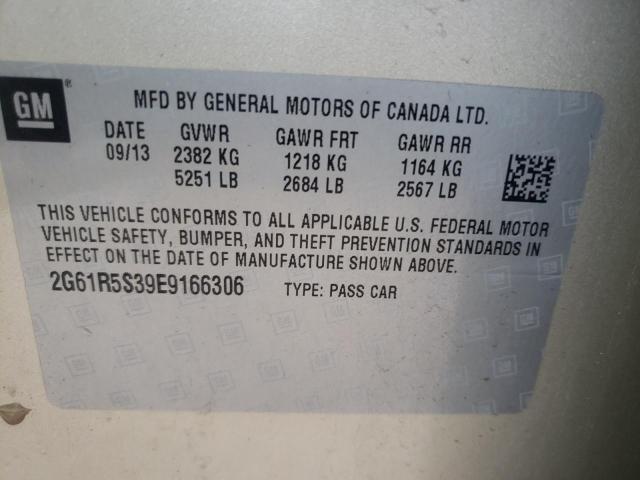 GM®
MFD BY GENERAL MOTORS OF CANADA LTD.
DATE GVWR GAWR FRT GAWR RR
09/13 2382 KG 1218 KG 1164 KG
5251 LB 2684 LB 2567 LB
THIS VEHICLE CONFORMS TO ALL APPLICABLE U.S. FEDERAL MOTOR
VEHICLE SAFETY, BUMPER, AND THEFT PREVENTION STANDARDS IN
EFFECT ON THE DATE OF MANUFACTURE SHOWN ABOVE.
2G61R5S39E9166306 TYPE: PASS CAR